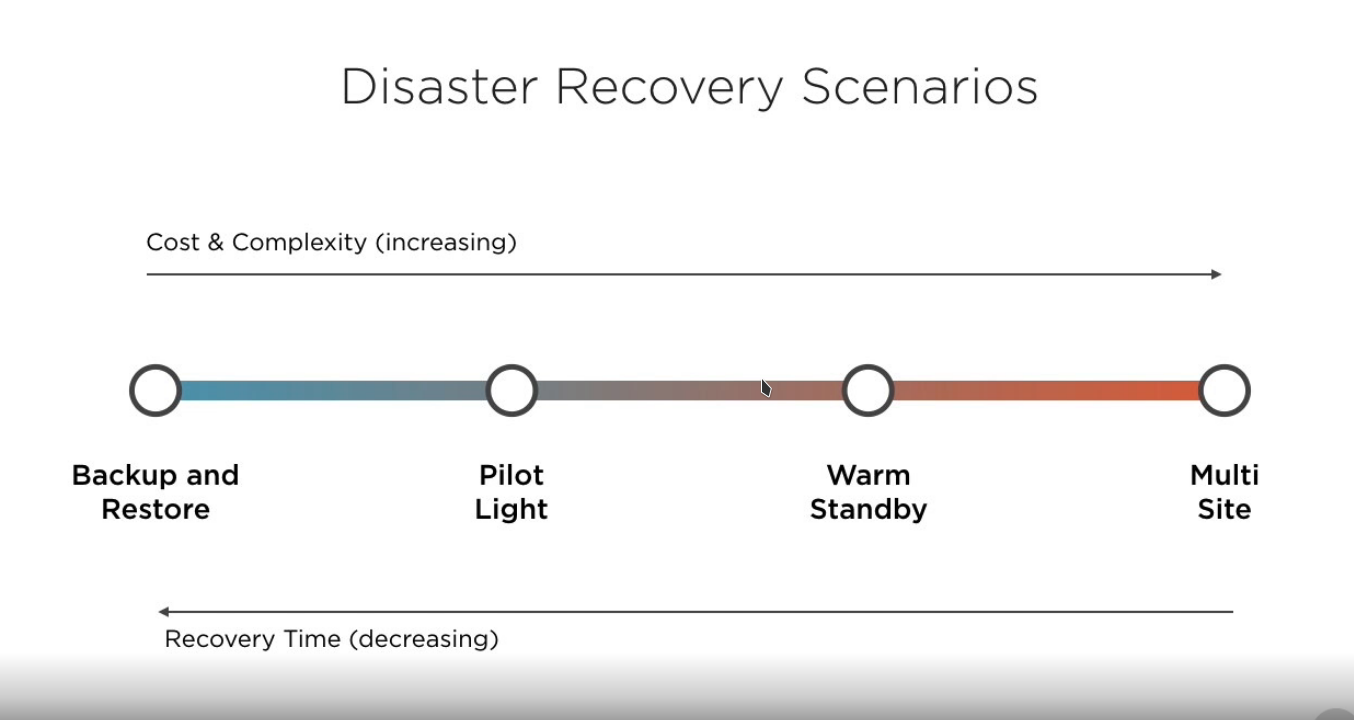 Disaster Recovery Scenarios
Cost & Complexity (increasing)
Backup and
Restore
Pilot
Light
Warm
Standby
Multi
Site
Recovery Time (decreasing)